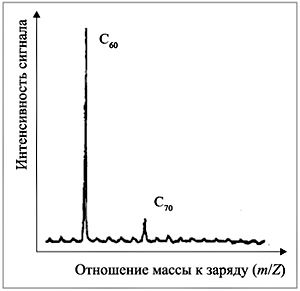 Интенсивность сигнала
C₆₀
C₇₀
Отношение массы к заряду (m/Z)